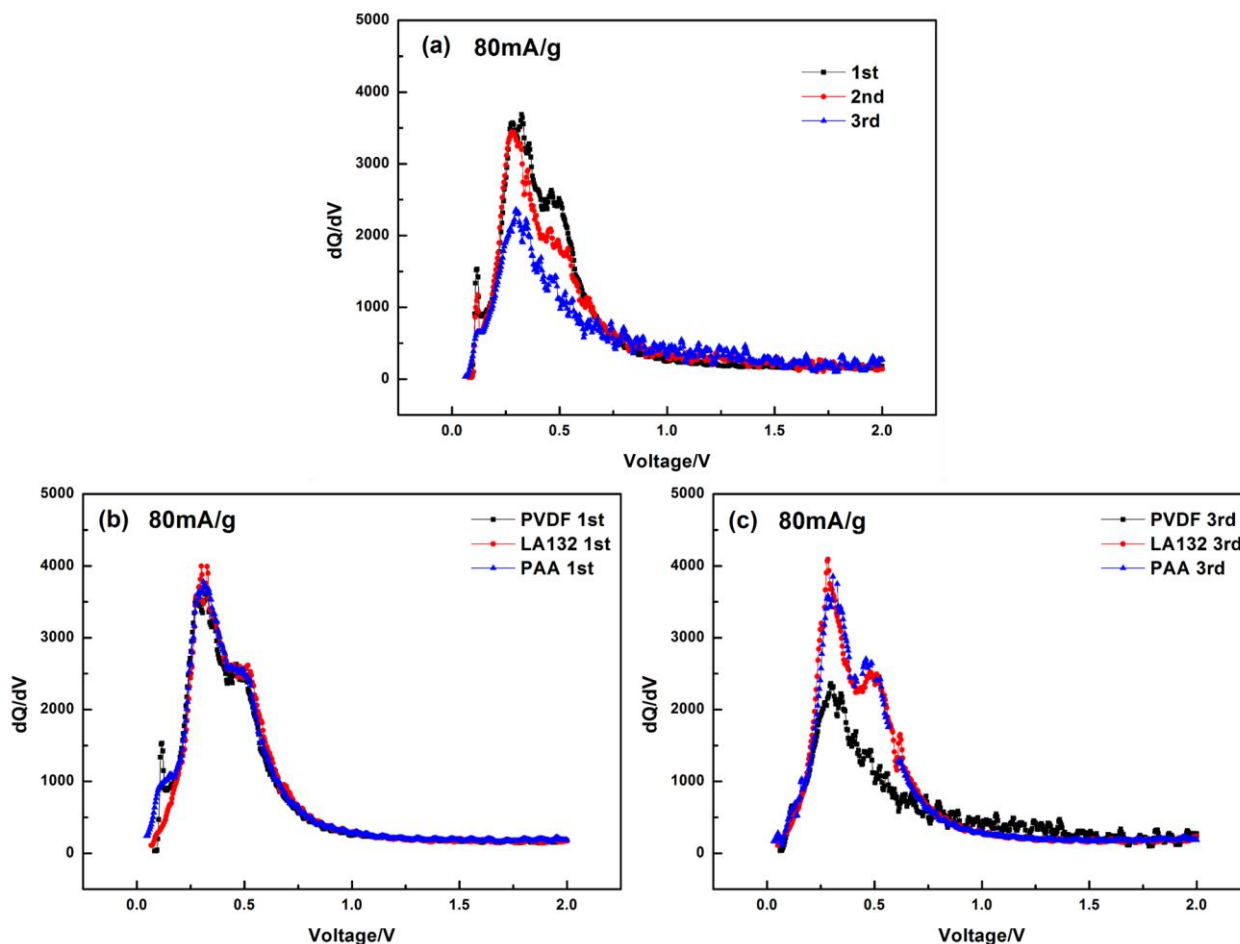 (a) 80mA/g
1st
2nd
3rd
5000
4000
3000
2000
1000
0
dQ/dV
0.0 0.5 1.0 1.5 2.0
Voltage/V
(b) 80mA/g
PVDF 1st
LA132 1st
PAA 1st
5000
4000
3000
2000
1000
0
dQ/dV
0.0 0.5 1.0 1.5 2.0
Voltage/V
(c) 80mA/g
PVDF 3rd
LA132 3rd
PAA 3rd
5000
4000
3000
2000
1000
0
dQ/dV
0.0 0.5 1.0 1.5 2.0
Voltage/V